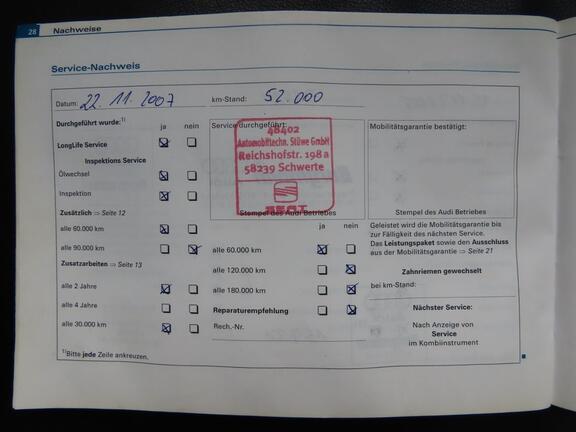 28 Nachweise
Service-Nachweis
Datum: 22.11.2007 km-Stand: 52.000
Durchgeführt wurde:1) ja nein
LongLife Service
Inspektions Service
Ölwechsel
Inspektion
Zusätzlich ⇒ Seite 12
alle 60.000 km
alle 90.000 km
Zusatzarbeiten ⇒ Seite 13
alle 2 Jahre
alle 4 Jahre
alle 30.000 km
1)Bitte jede Zeile ankreuzen.
Service durchgeführt:
48402
Automobiltechn. Stüwe GmbH
Reichshofstr. 198a
58239 Schwerte
SEAT
Stempel des Audi Betriebes
ja nein
alle 60.000 km
alle 120.000 km
alle 180.000 km
Reparaturempfehlung
Rech.-Nr.
Mobilitätsgarantie bestätigt:
Stempel des Audi Betriebes
Geleistet wird die Mobilitätsgarantie bis
zur Fälligkeit des nächsten Service.
Das Leistungspaket sowie den Ausschluss
aus der Mobilitätsgarantie ⇒ Seite 21
Zahnriemen gewechselt
bei km-Stand:
Nächster Service:
Nach Anzeige von
Service
im Kombiinstrument